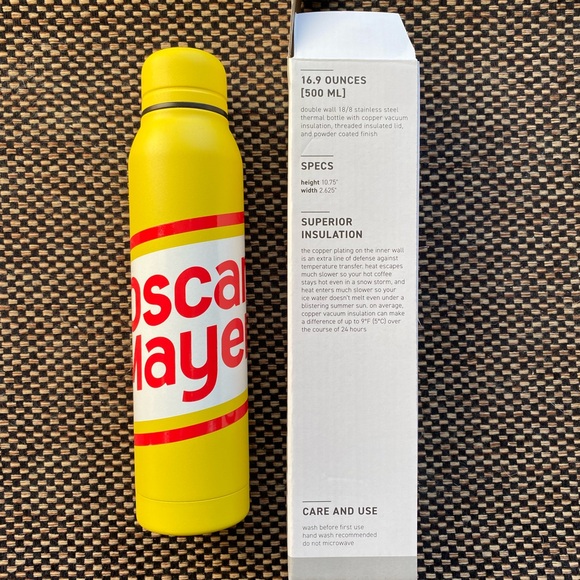 Oscar
Mayer
16.9 OUNCES
[500 ML]
double wall 18/8 stainless steel
thermal bottle with copper vacuum
insulation, threaded insulated lid,
and powder coated finish
SPECS
height 10.75"
width 2.625"
SUPERIOR
INSULATION
the copper plating on the inner wall
is an extra line of defense against
temperature transfer. heat escapes
much slower so your hot coffee
stays hot even in a snow storm, and
heat enters much slower so your
ice water doesn't melt even under a
blistering summer sun. on average,
copper vacuum insulation can make
a difference of up to 9°F (5°C) over
the course of 24 hours
CARE AND USE
wash before first use
hand wash recommended
do not microwave